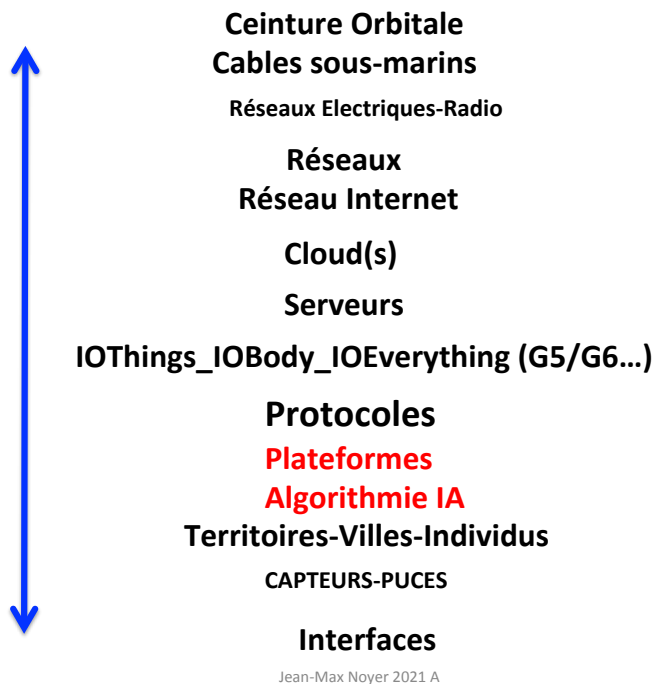 Ceinture Orbitale
Cables sous-marins
Réseaux Electriques-Radio
Réseaux
Réseau Internet
Cloud(s)
Serveurs
IOThings_IOBody_IOEverything (G5/G6...)
Protocoles
Plateformes
Algorithmie IA
Territoires-Villes-Individus
CAPTEURS-PUCES
Interfaces
Jean-Max Noyer 2021 A